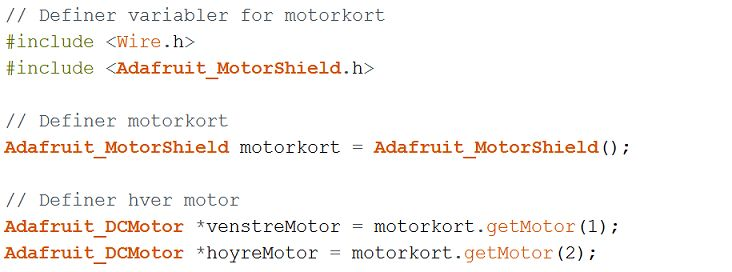 // Definer variabler for motorkort
#include <Wire.h>
#include <Adafruit_MotorShield.h>
// Definer motorkort
Adafruit_MotorShield motorkort = Adafruit_MotorShield();
// Definer hver motor
Adafruit_DCMotor *venstreMotor = motorkort.getMotor(1);
Adafruit_DCMotor *hoyreMotor = motorkort.getMotor(2);